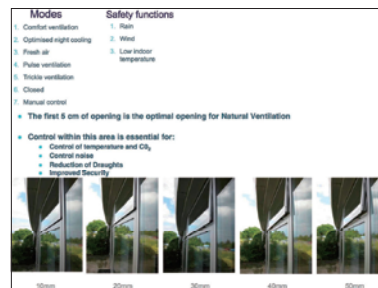 Modes
1. Comfort ventilation
2. Optimised night cooling
3. Fresh air
4. Pulse ventilation
5. Trickle ventilation
6. Closed
7. Manual control
Safety functions
1. Rain
2. Wind
3. Low indoor
temperature
• The first 5 cm of opening is the optimal opening for Natural Ventilation
• Control within this area is essential for:
• Control of temperature and C0₂
• Control noise
• Reduction of Draughts
• Improved Security
10mm
20mm
30mm
40mm
50mm